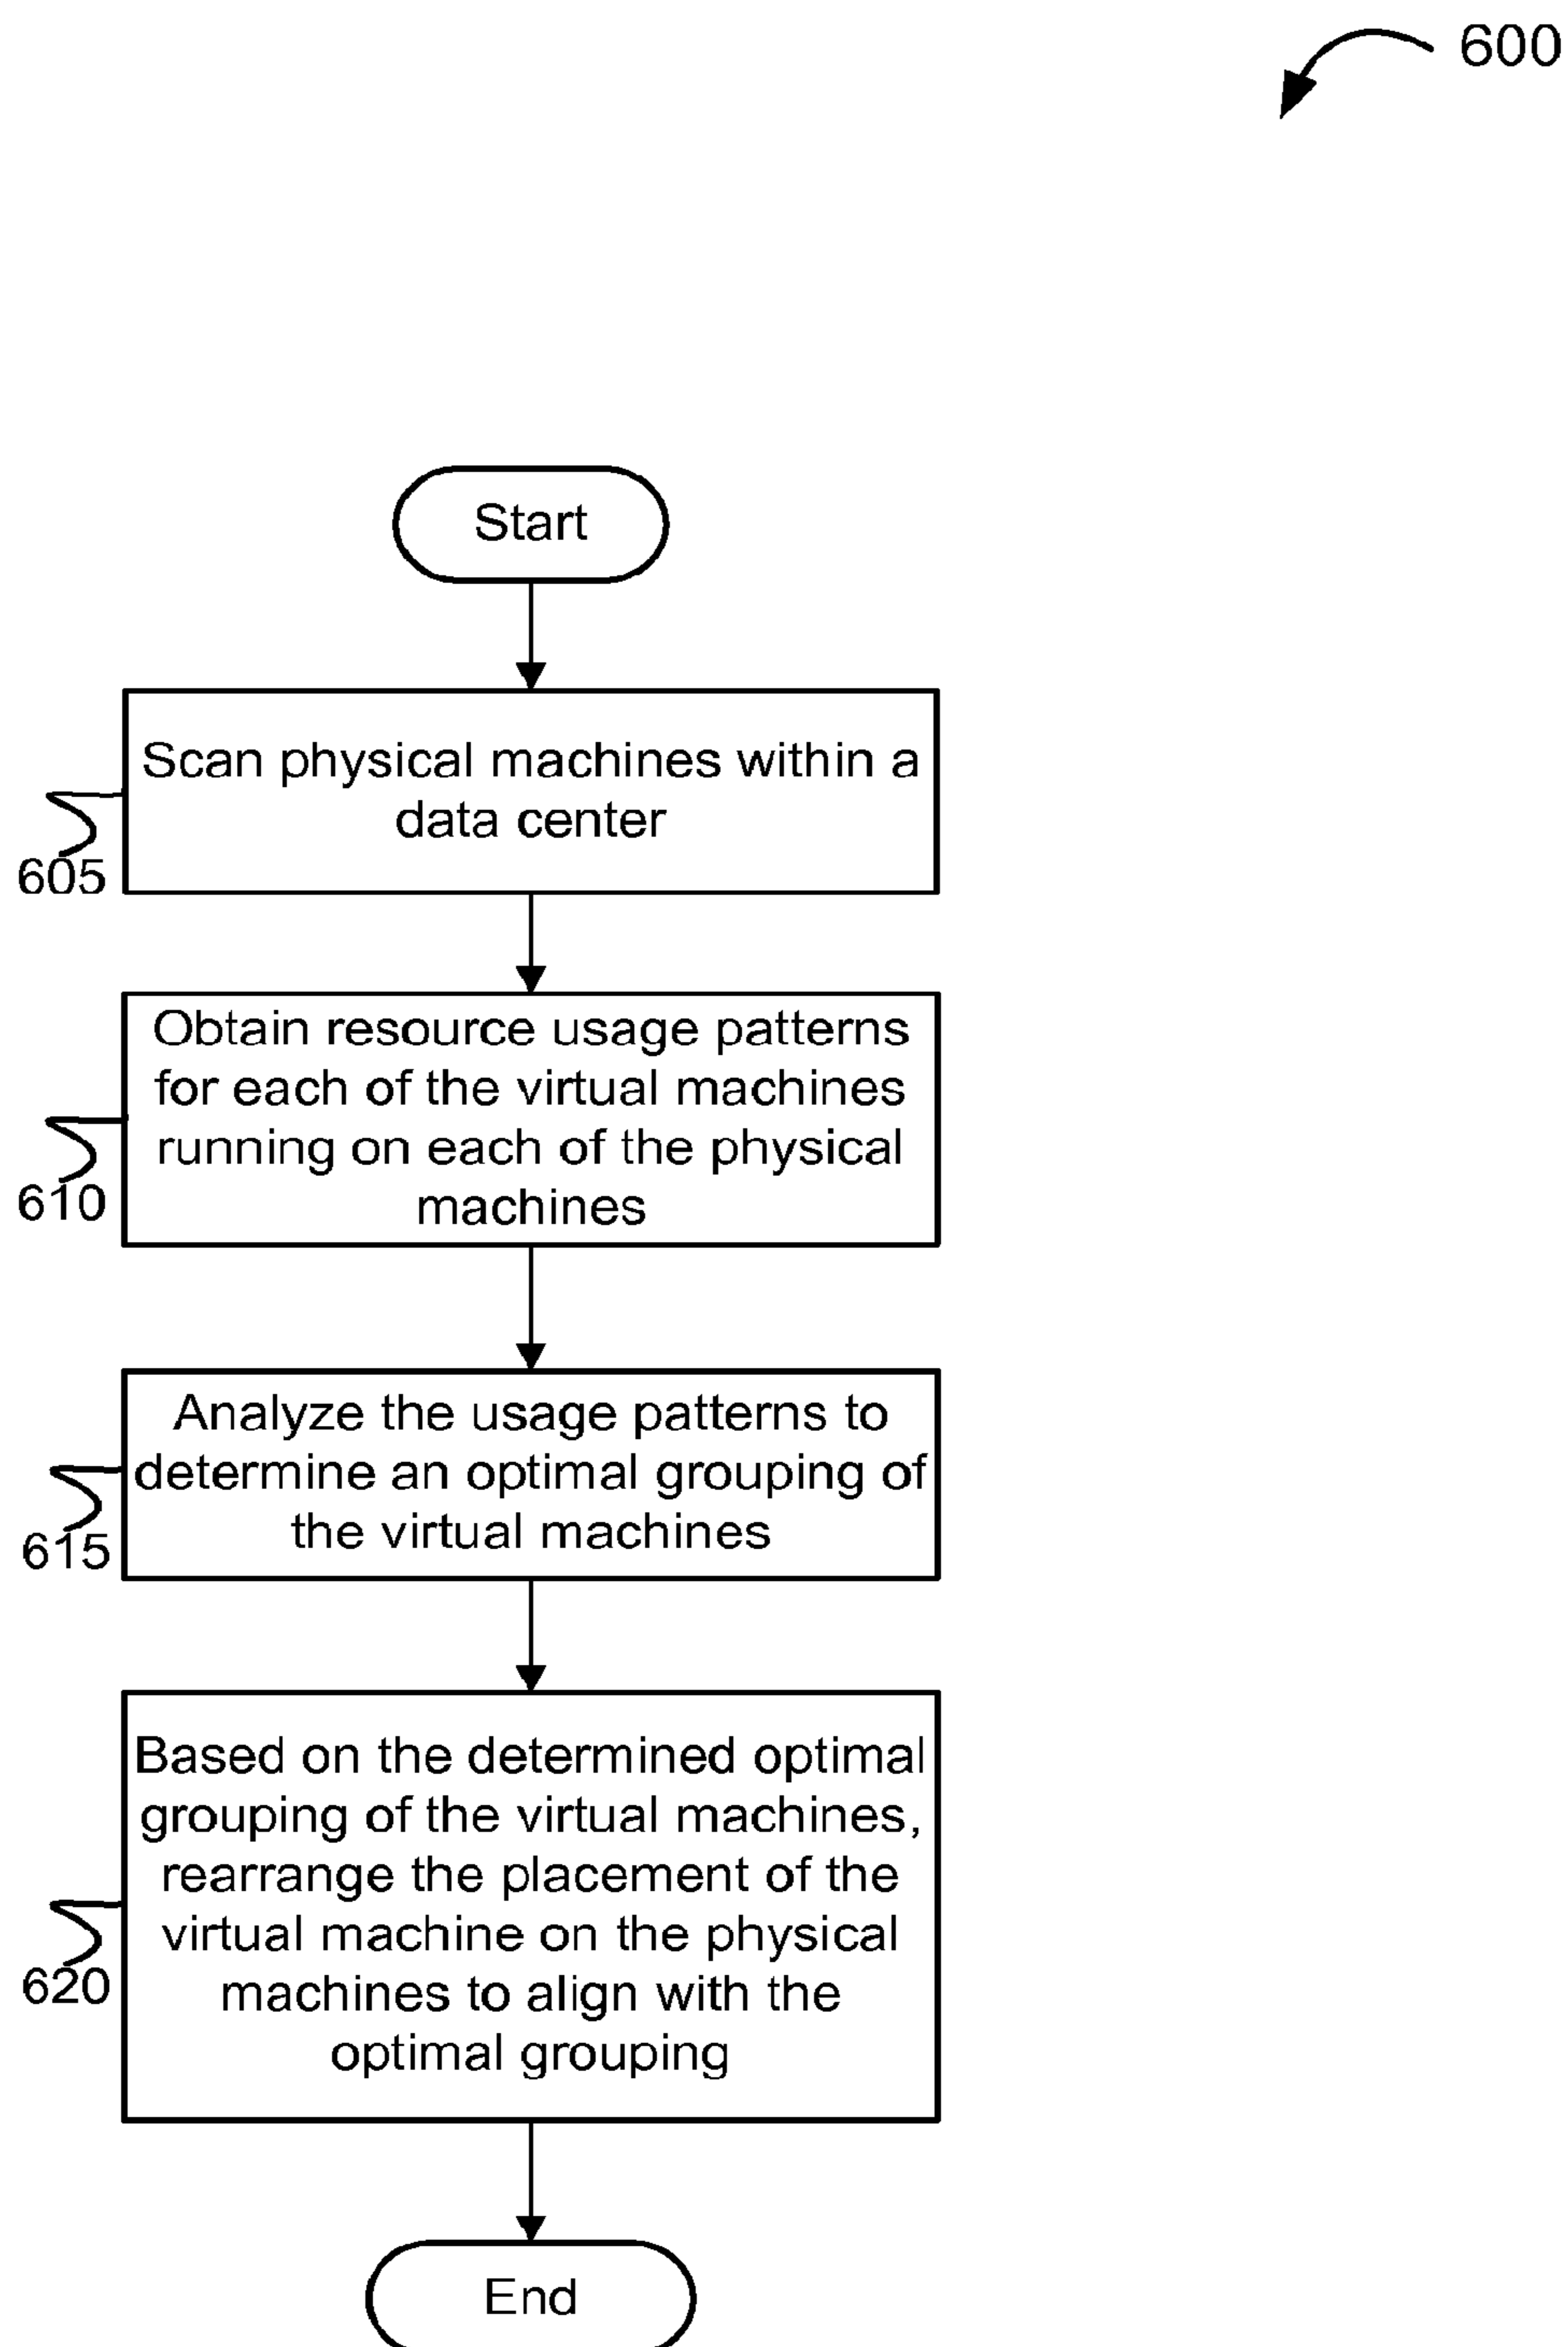 600
Start
Scan physical machines within a
data center
605
Obtain resource usage patterns
for each of the virtual machines
running on each of the physical
machines
610
Analyze the usage patterns to
determine an optimal grouping of
the virtual machines
615
Based on the determined optimal
grouping of the virtual machines,
rearrange the placement of the
virtual machine on the physical
machines to align with the
optimal grouping
620
End